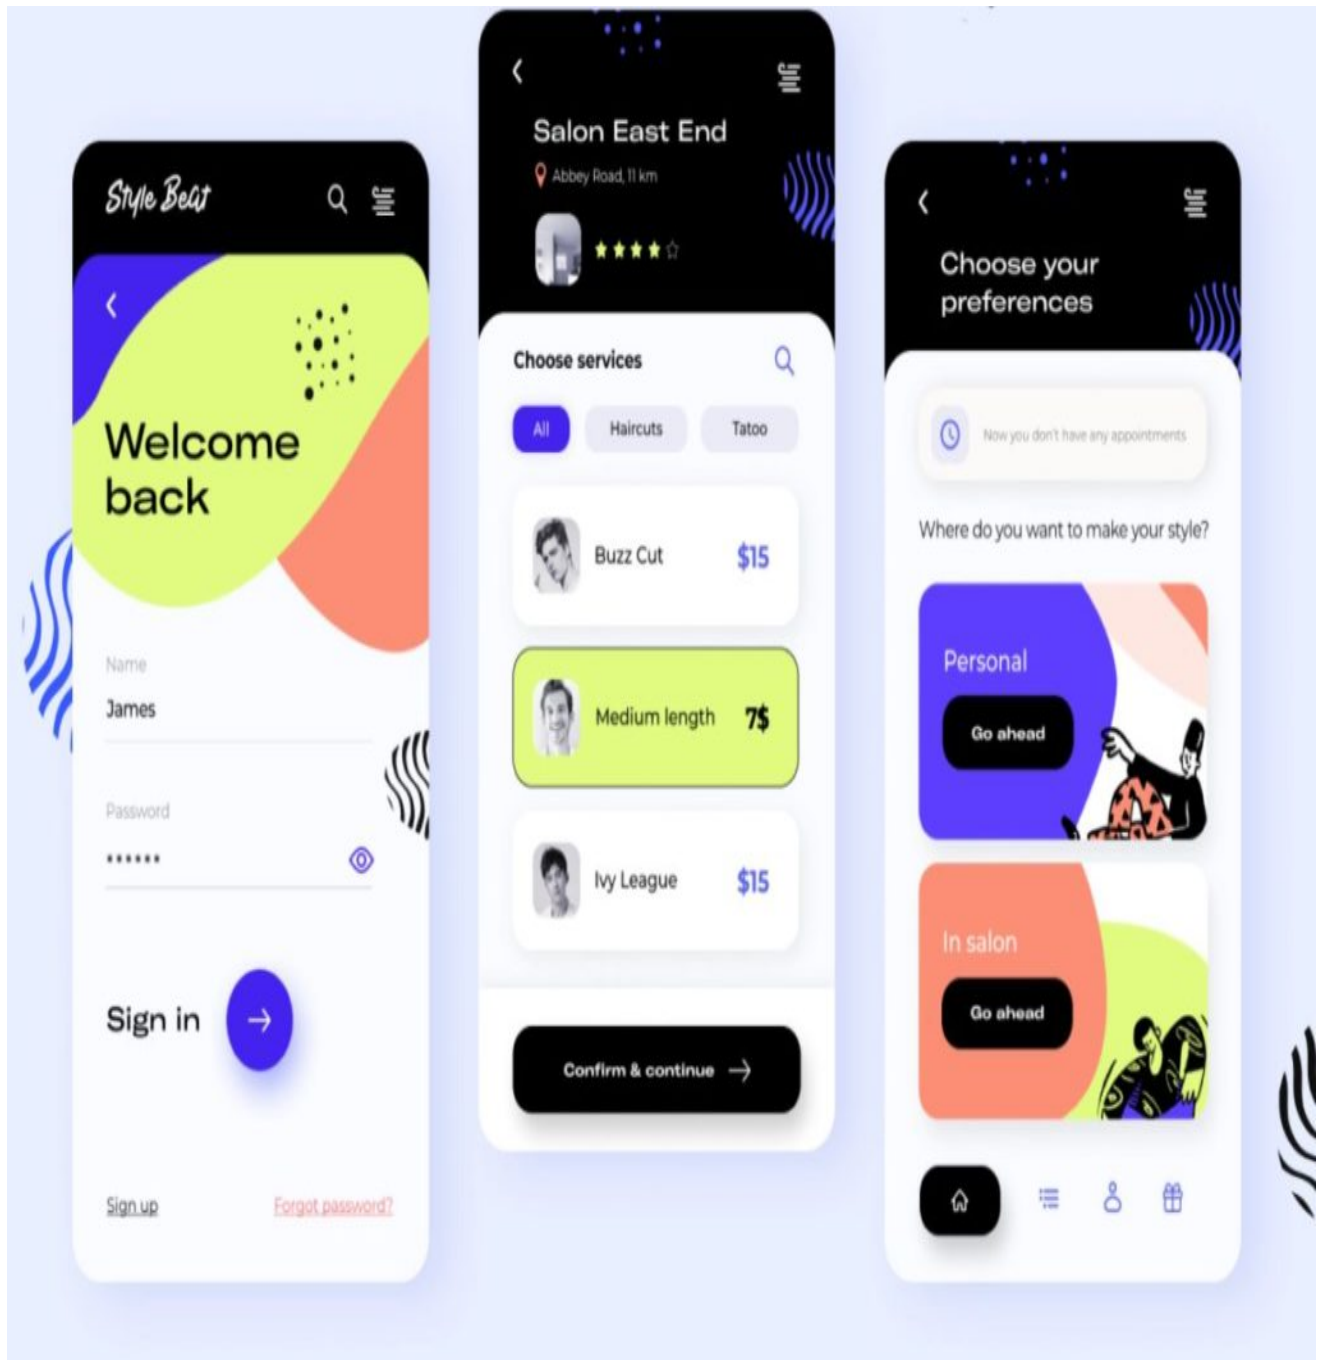 Style Beat
Welcome
back
Name
James
Password
******
Sign in
Sign up
Forgot password?
Salon East End
Abbey Road, 11 km
Choose services
All
Haircuts
Tatoo
Buzz Cut
$15
Medium length
7$
Ivy League
$15
Confirm & continue
Choose your
preferences
Now you don't have any appointments
Where do you want to make your style?
Personal
Go ahead
In salon
Go ahead